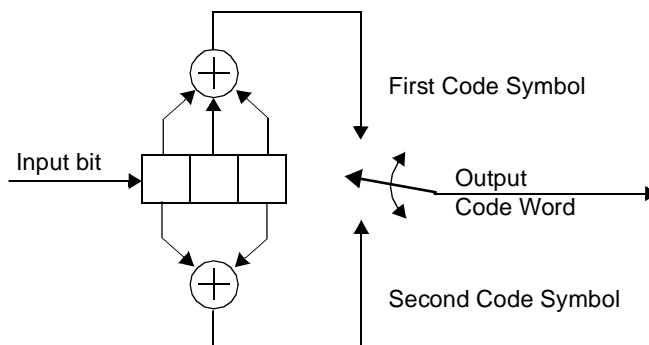 First Code Symbol
Input bit
Output
Code Word
Second Code Symbol